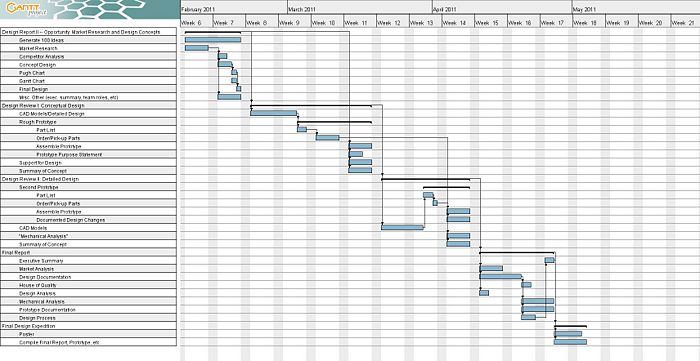 GANTT
project
February 2011
March 2011
April 2011
May 2011
Week 6
Week 7
Week 8
Week 9
Week 10
Week 11
Week 12
Week 13
Week 14
Week 15
Week 16
Week 17
Week 18
Week 19
Week 20
Week 21
Design Report II – Opportunity Market Research and Design Concepts
Generate 100 Ideas
Market Research
Competitor Analysis
Concept Design
Pugh Chart
Gantt Chart
Final Design
Misc. Other (exec. summary, team roles, etc)
Design Review I: Conceptual Design
CAD Models/Detailed Design
Rough Prototype
Part List
Order/Pick-up Parts
Assemble Prototype
Prototype Purpose Statement
Support for Design
Summary of Concept
Design Review II: Detailed Design
Second Prototype
Part List
Order/Pick-up Parts
Assemble Prototype
Documented Design Changes
CAD Models
"Mechanical Analysis"
Summary of Concept
Final Report
Executive Summary
Market Analysis
Design Documentation
House of Quality
Design Analysis
Mechanical Analysis
Prototype Documentation
Design Process
Final Design Expedition
Poster
Compile Final Report, Prototype, etc